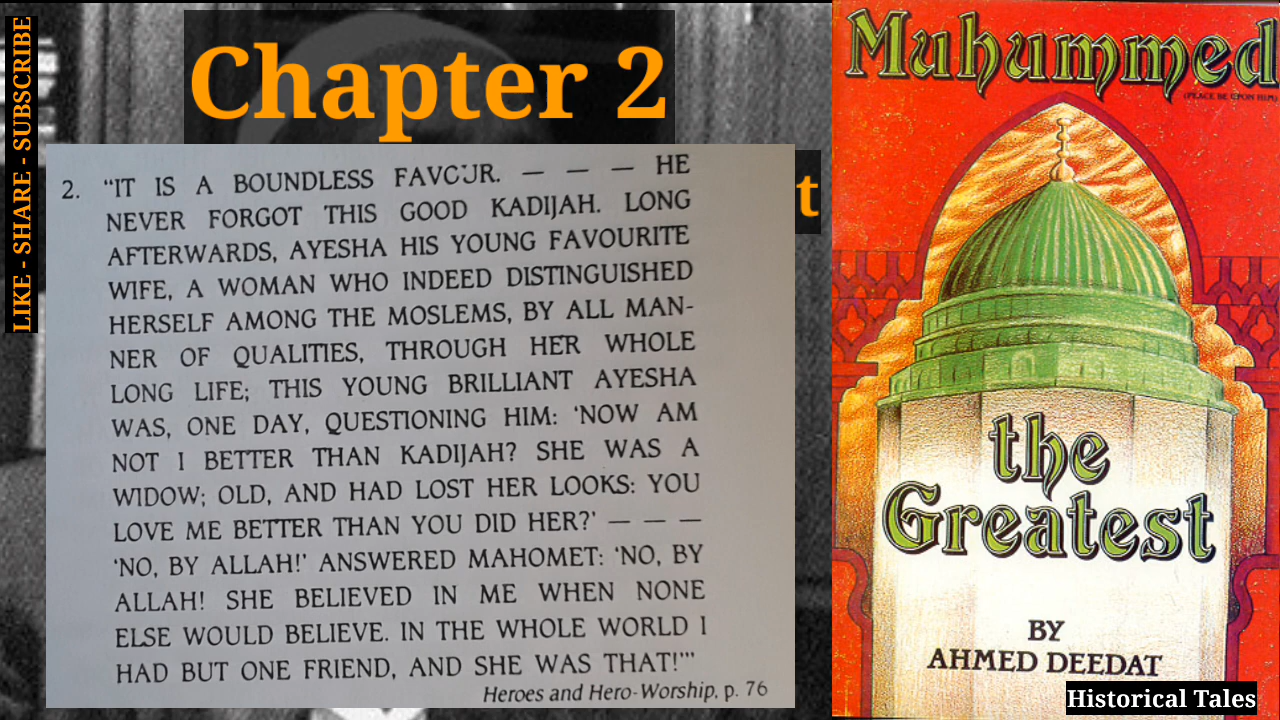 LIKE - SHARE - SUBSCRIBE
Chapter 2
t
2. “IT IS A BOUNDLESS FAVOUR. — — — HE
NEVER FORGOT THIS GOOD KADIJAH. LONG
AFTERWARDS, AYESHA HIS YOUNG FAVOURITE
WIFE, A WOMAN WHO INDEED DISTINGUISHED
HERSELF AMONG THE MOSLEMS, BY ALL MAN-
NER OF QUALITIES, THROUGH HER WHOLE
LONG LIFE; THIS YOUNG BRILLIANT AYESHA
WAS, ONE DAY, QUESTIONING HIM: ‘NOW AM
NOT I BETTER THAN KADIJAH? SHE WAS A
WIDOW; OLD, AND HAD LOST HER LOOKS: YOU
LOVE ME BETTER THAN YOU DID HER?’ — — —
‘NO, BY ALLAH!’ ANSWERED MAHOMET: ‘NO, BY
ALLAH! SHE BELIEVED IN ME WHEN NONE
ELSE WOULD BELIEVE. IN THE WHOLE WORLD I
HAD BUT ONE FRIEND, AND SHE WAS THAT!’”
Heroes and Hero-Worship, p. 76
Muhammed
(PEACE BE UPON HIM)
the
Greatest
BY
AHMED DEEDAT
Historical Tales